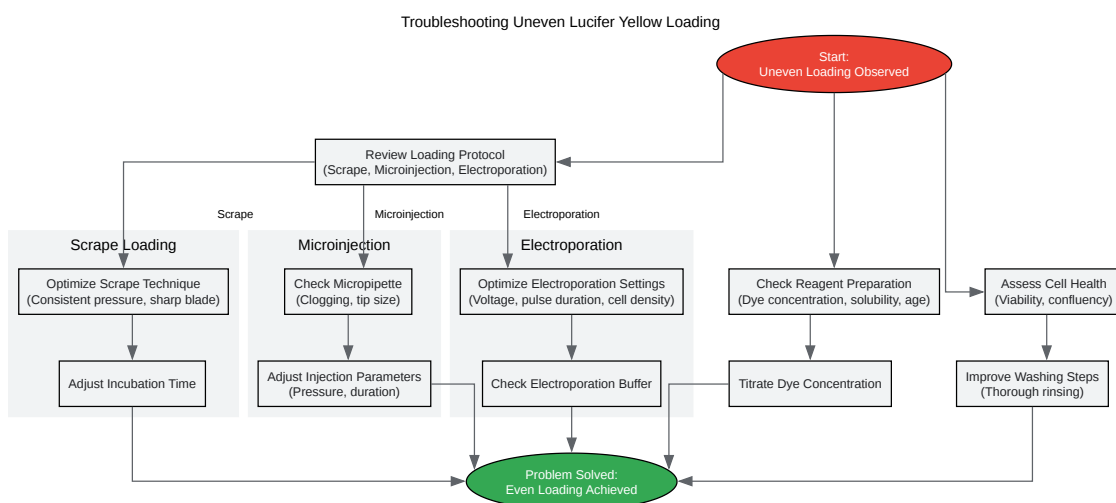 Troubleshooting Uneven Lucifer Yellow Loading
Start:
Uneven Loading Observed
Review Loading Protocol
(Scrape, Microinjection, Electroporation)
Scrape
Microinjection
Electroporation
Scrape Loading
Microinjection
Electroporation
Optimize Scrape Technique
(Consistent pressure, sharp blade)
Check Micropipette
(Clogging, tip size)
Optimize Electroporation Settings
(Voltage, pulse duration, cell density)
Check Reagent Preparation
(Dye concentration, solubility, age)
Assess Cell Health
(Viability, confluency)
Adjust Incubation Time
Adjust Injection Parameters
(Pressure, duration)
Check Electroporation Buffer
Titrate Dye Concentration
Improve Washing Steps
(Thorough rinsing)
Problem Solved:
Even Loading Achieved